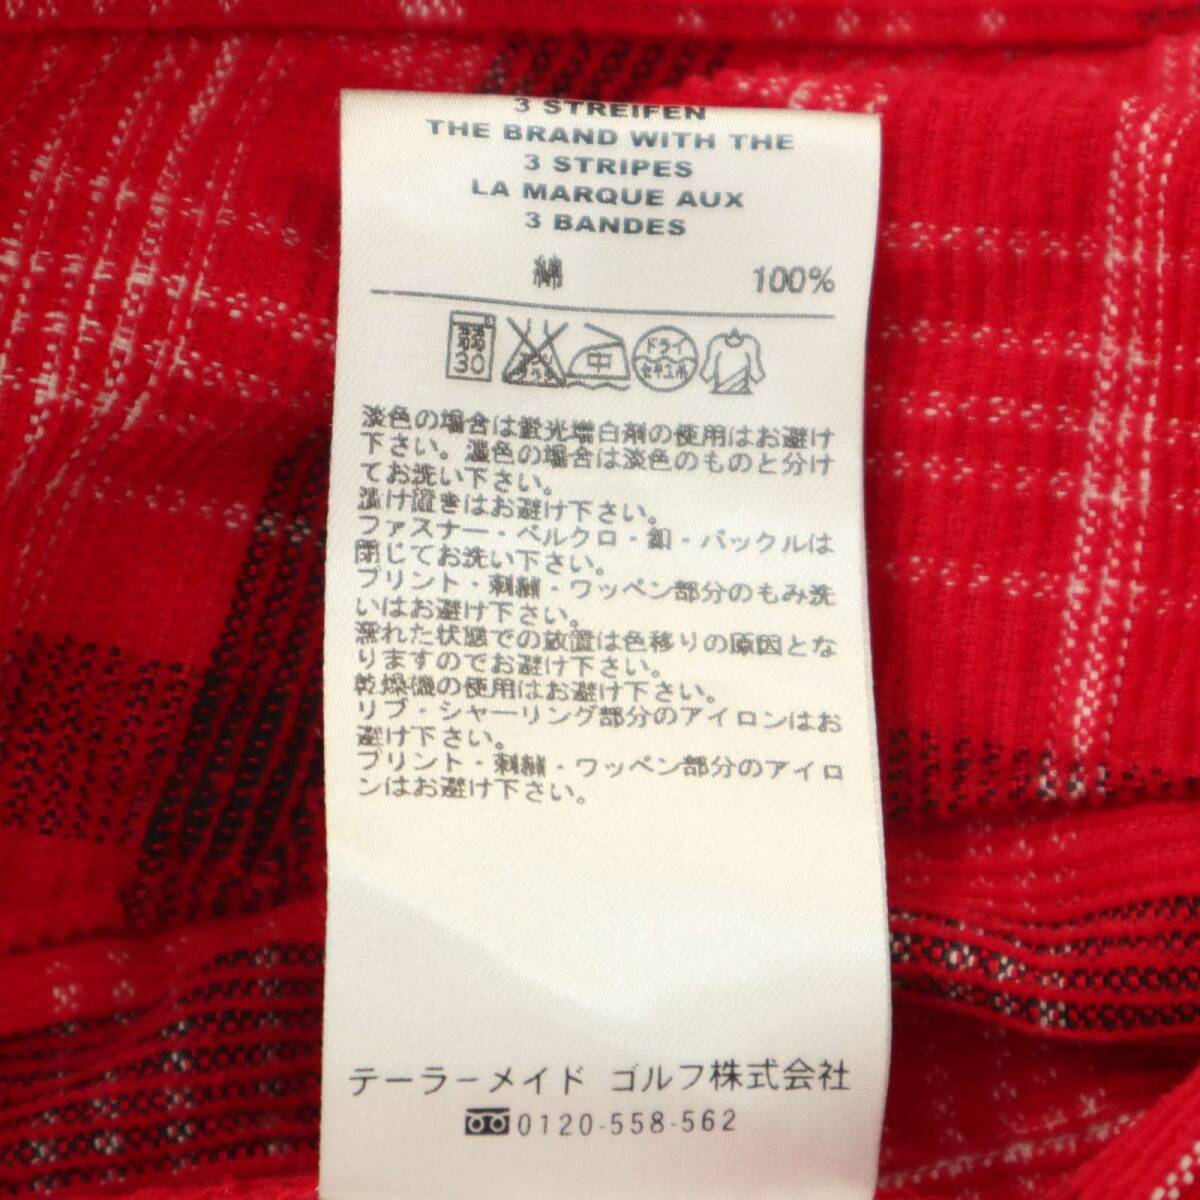 3 STREIFEN
THE BRAND WITH THE
3 STRIPES
LA MARQUE AUX
3 BANDES
綿 100%
30 中 ドライ
淡色の場合は蛍光増白剤の使用はお避け
下さい。濃色の場合は淡色のものと分け
てお洗い下さい。
漬け置きはお避け下さい。
ファスナー・ベルクロ・釦・バックルは
閉じてお洗い下さい。
プリント・刺繍・ワッペン部分のもみ洗
いはお避け下さい。
濡れた状態での放置は色移りの原因とな
りますのでお避け下さい。
乾燥機の使用はお避け下さい。
リブ・シャーリング部分のアイロンはお
避け下さい。
プリント・刺繍・ワッペン部分のアイロ
ンはお避け下さい。
テーラーメイド ゴルフ株式会社
0120-558-562